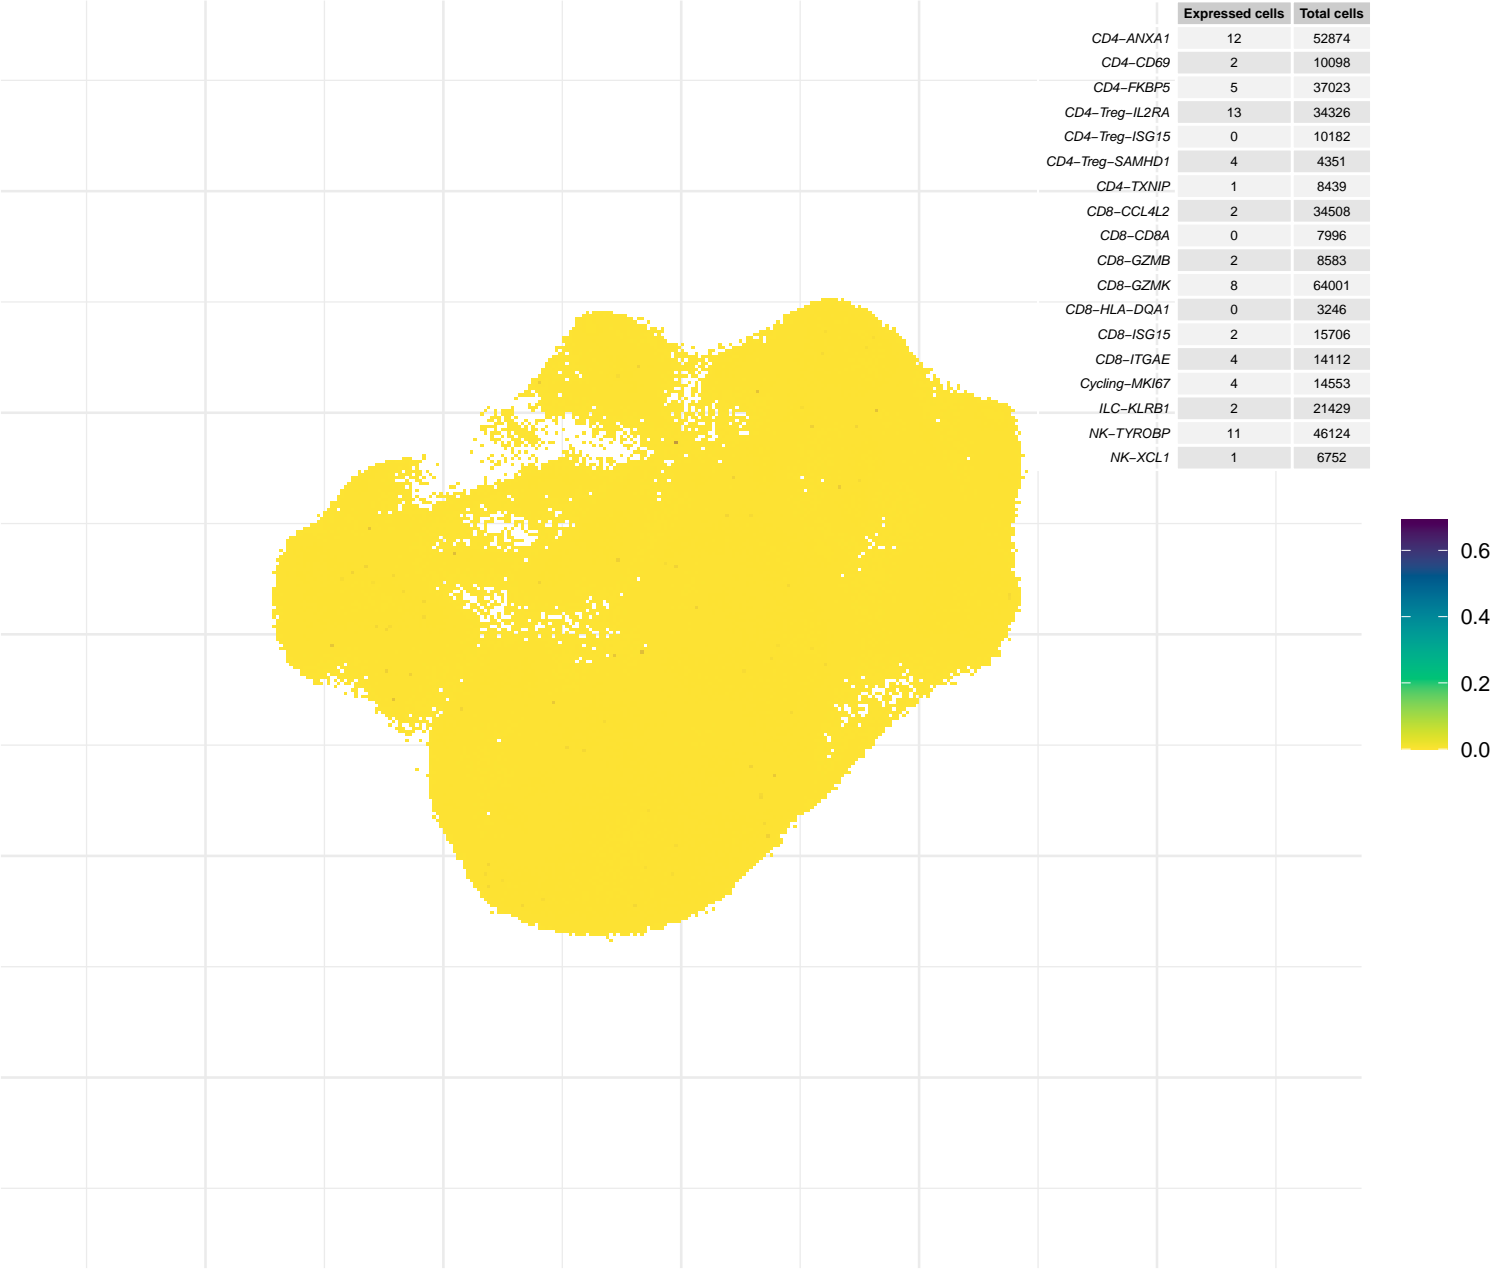 Expressed cells Total cells
CD4−ANXA1 12 52874
CD4−CD69 2 10098
CD4−FKBP5 5 37023
CD4−Treg−IL2RA 13 34326
CD4−Treg−ISG15 0 10182
CD4−Treg−SAMHD1 4 4351
CD4−TXNIP 1 8439
CD8−CCL4L2 2 34508
CD8−CD8A 0 7996
CD8−GZMB 2 8583
CD8−GZMK 8 64001
CD8−HLA−DQA1 0 3246
CD8−ISG15 2 15706
CD8−ITGAE 4 14112
Cycling−MKI67 4 14553
ILC−KLRB1 2 21429
NK−TYROBP 11 46124
NK−XCL1 1 6752
0.6
0.4
0.2
0.0